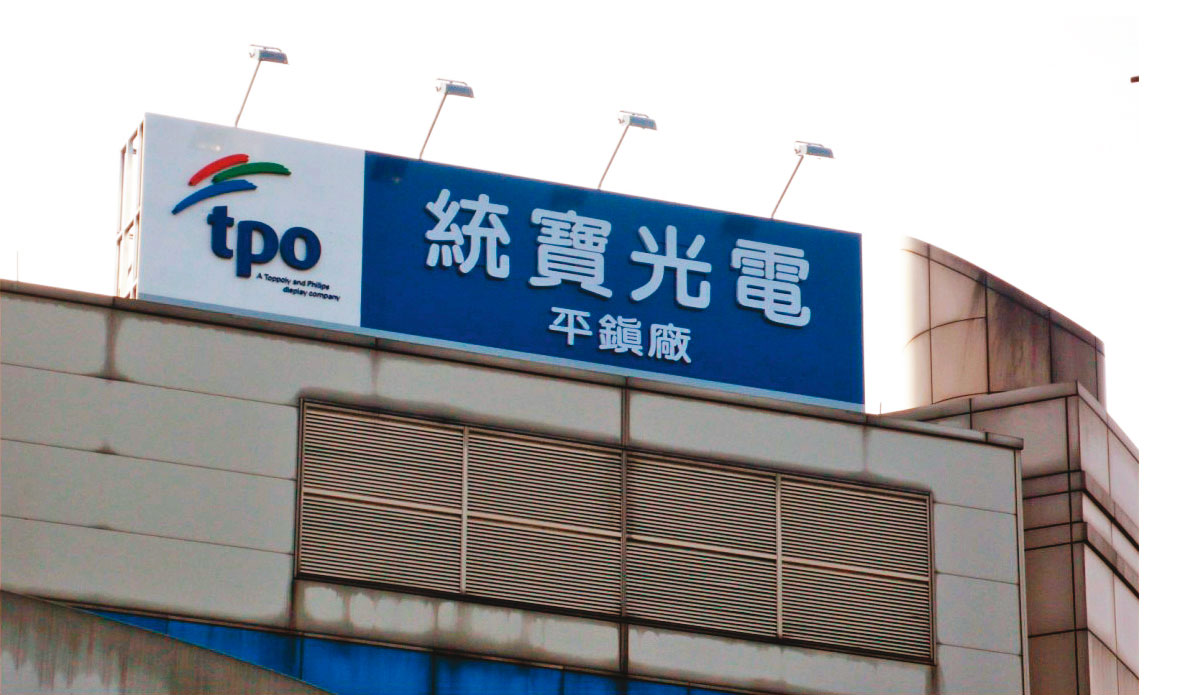 tpo
A Toppoly and Philips
display company
統寶光電
平鎮廠